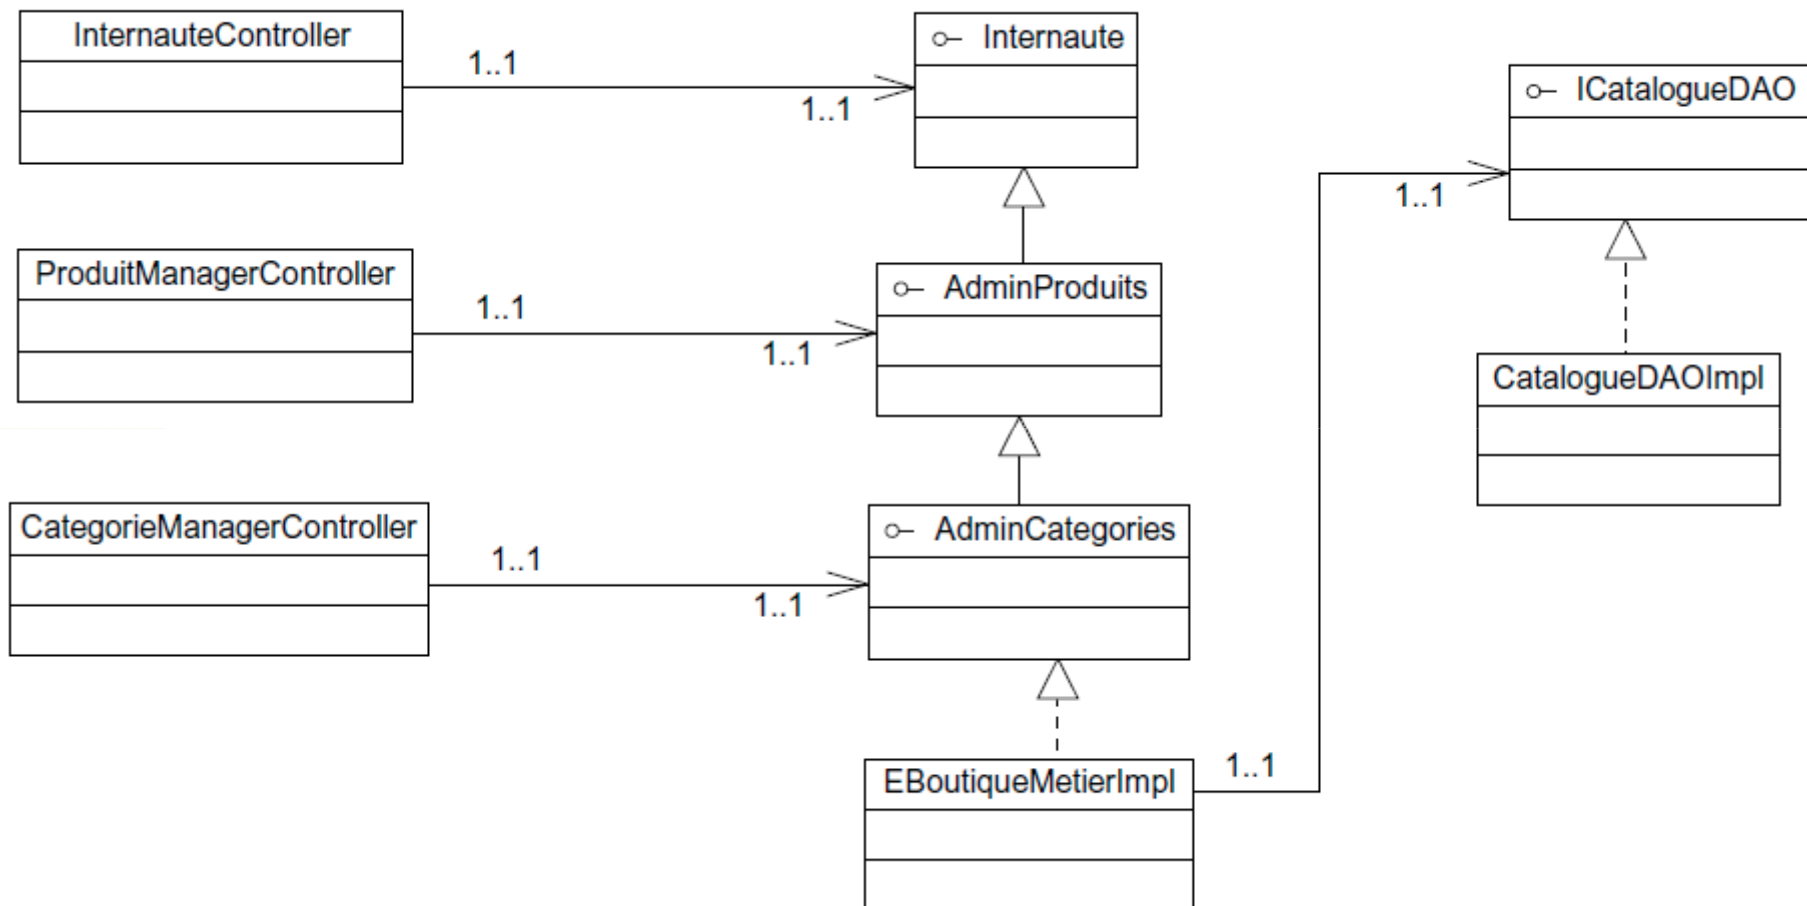 InternauteController
1..1
1..1
Internaute
ICatalogueDAO
1..1
ProduitManagerController
1..1
1..1
AdminProduits
CatalogueDAOImpl
CategorieManagerController
1..1
1..1
AdminCategories
EBoutiqueMetierImpl
1..1